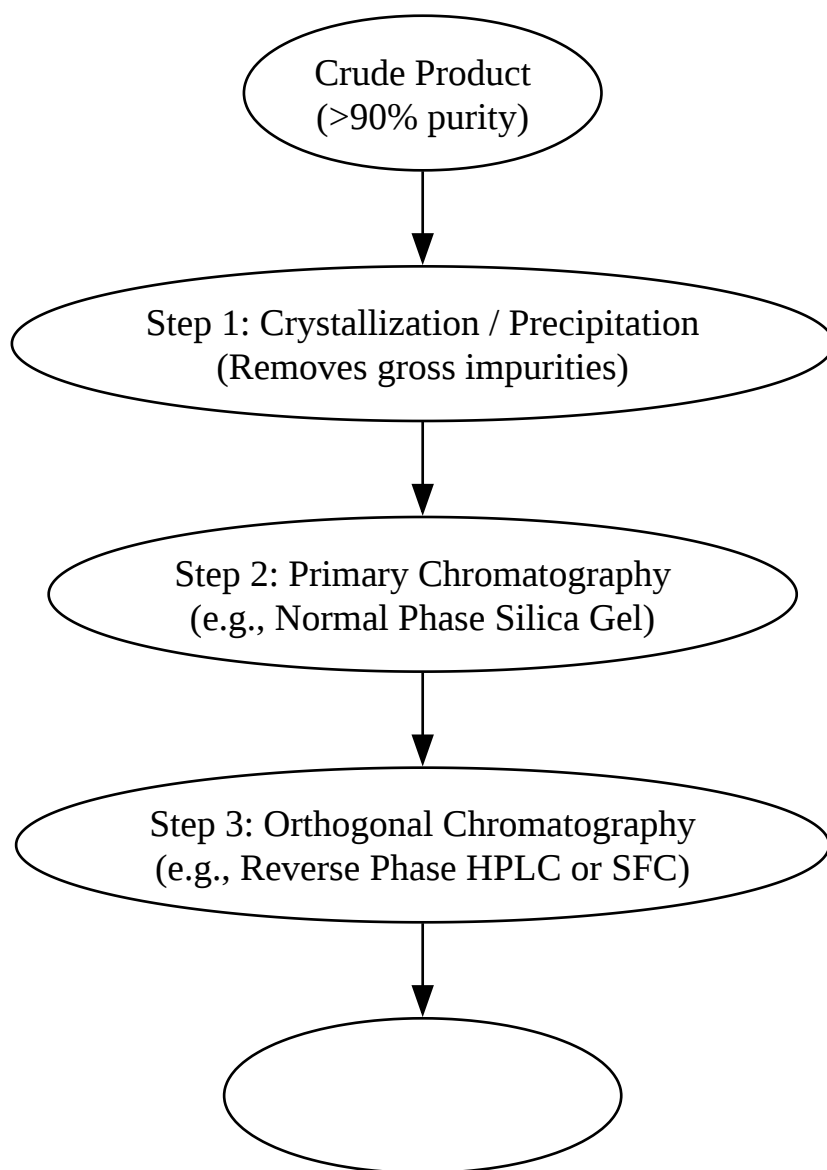 Crude Product
(>90% purity)
Step 1: Crystallization / Precipitation
(Removes gross impurities)
Step 2: Primary Chromatography
(e.g., Normal Phase Silica Gel)
Step 3: Orthogonal Chromatography
(e.g., Reverse Phase HPLC or SFC)